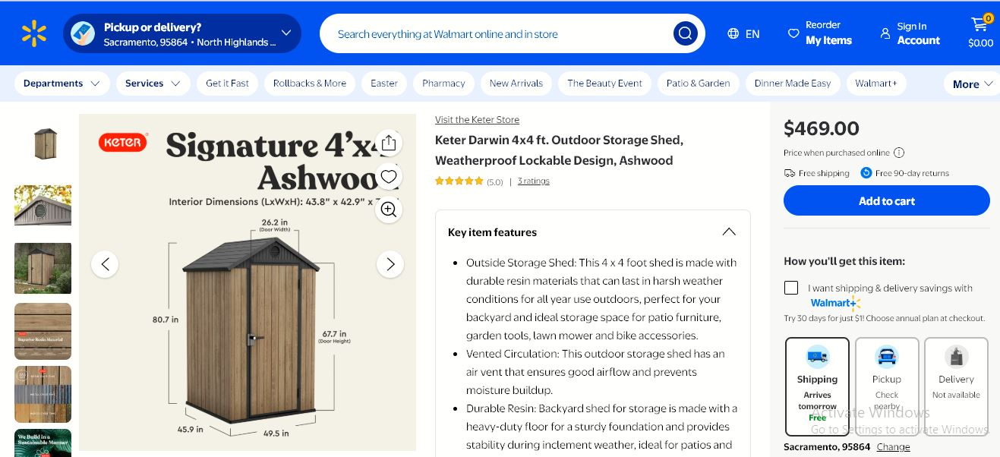 Pickup or delivery?
Sacramento, 95864 • North Highlands ...
Search everything at Walmart online and in store
EN
Reorder
My Items
Sign In
Account
0
$0.00
Departments
Services
Get it Fast
Rollbacks & More
Easter
Pharmacy
New Arrivals
The Beauty Event
Patio & Garden
Dinner Made Easy
Walmart+
More
KETER
Signature 4'x4
Ashwood
Interior Dimensions (LxWxH): 43.8" x 42.9" x
26.2 in
(Door Width)
80.7 in
67.7 in
(Door Height)
45.9 in
49.5 in
Superior Resin Material
We Build in a
Sustainable Manner
Visit the Keter Store
Keter Darwin 4x4 ft. Outdoor Storage Shed,
Weatherproof Lockable Design, Ashwood
(5.0) | 3 ratings
Key item features
• Outside Storage Shed: This 4 x 4 foot shed is made with
durable resin materials that can last in harsh weather
conditions for all year use outdoors, perfect for your
backyard and ideal storage space for patio furniture,
garden tools, lawn mower and bike accessories.
• Vented Circulation: This outdoor storage shed has an
air vent that ensures good airflow and prevents
moisture buildup.
• Durable Resin: Backyard shed for storage is made with a
heavy-duty floor for a sturdy foundation and provides
stability during inclement weather, ideal for patios and
$469.00
Price when purchased online
Free shipping
Free 90-day returns
Add to cart
How you'll get this item:
I want shipping & delivery savings with
Walmart+
Try 30 days for just $1! Choose annual plan at checkout.
Shipping
Arrives
tomorrow
Free
Pickup
Check
nearby
Delivery
Not available
Activate Windows
Go to Settings to activate Windows.
Sacramento, 95864 Change